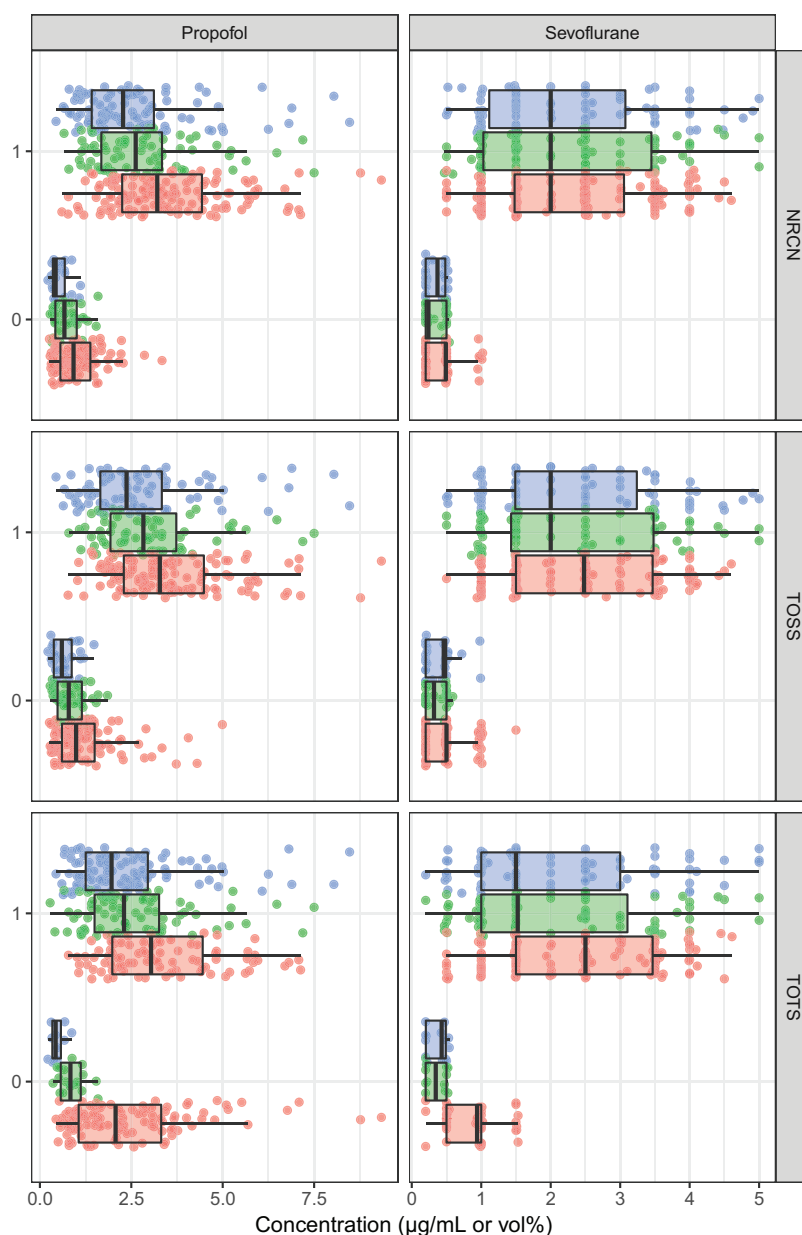 Propofol
Sevoflurane
1
0
NRCN
1
0
TOSS
1
0
TOTS
0.0 2.5 5.0 7.5 0 1 2 3 4 5
Concentration (µg/mL or vol%)